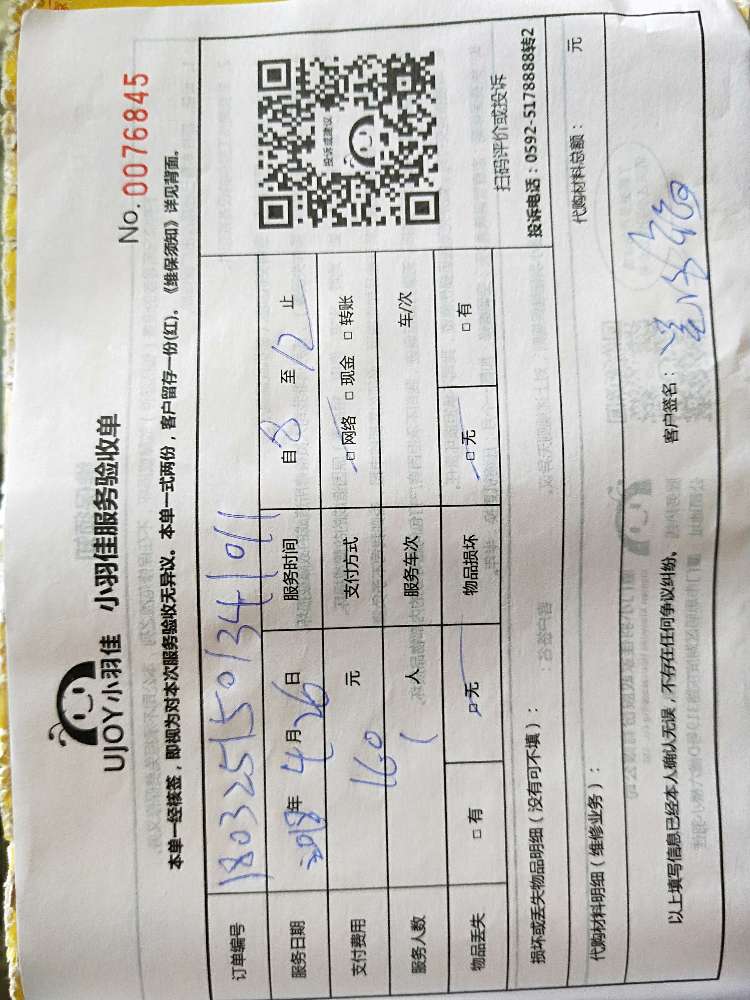 UJOY小羽佳 小羽佳服务验收单
No. 0076845
本单一经核签，即视为对本次服务验收无异议。本单一式两份，客户留存一份(红)。《维保须知》详见背面。
订单编号 180325150134101
服务日期 2018年4月26日 服务时间 自8至12止
支付费用 160元 支付方式 □网络 □现金 □转账
服务人数 1人 服务车次 车/次
物品丢失 □有 □无 物品损坏 □无 □有
投诉或建议
扫码评价或投诉
投诉电话：0592-5178888转2
损坏或丢失物品明细（没有可不填）：
代购材料明细（维修业务）： 代购材料总额： 元
以上填写信息已经本人确认无误，不存在任何争议纠纷。 客户签名：